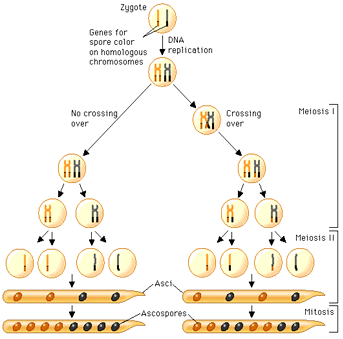 Zygote
Genes for
spore color
on homologous
chromosomes
DNA
replication
No crossing
over
Crossing
over
Meiosis I
Meiosis II
Asci
Mitosis
Ascospores